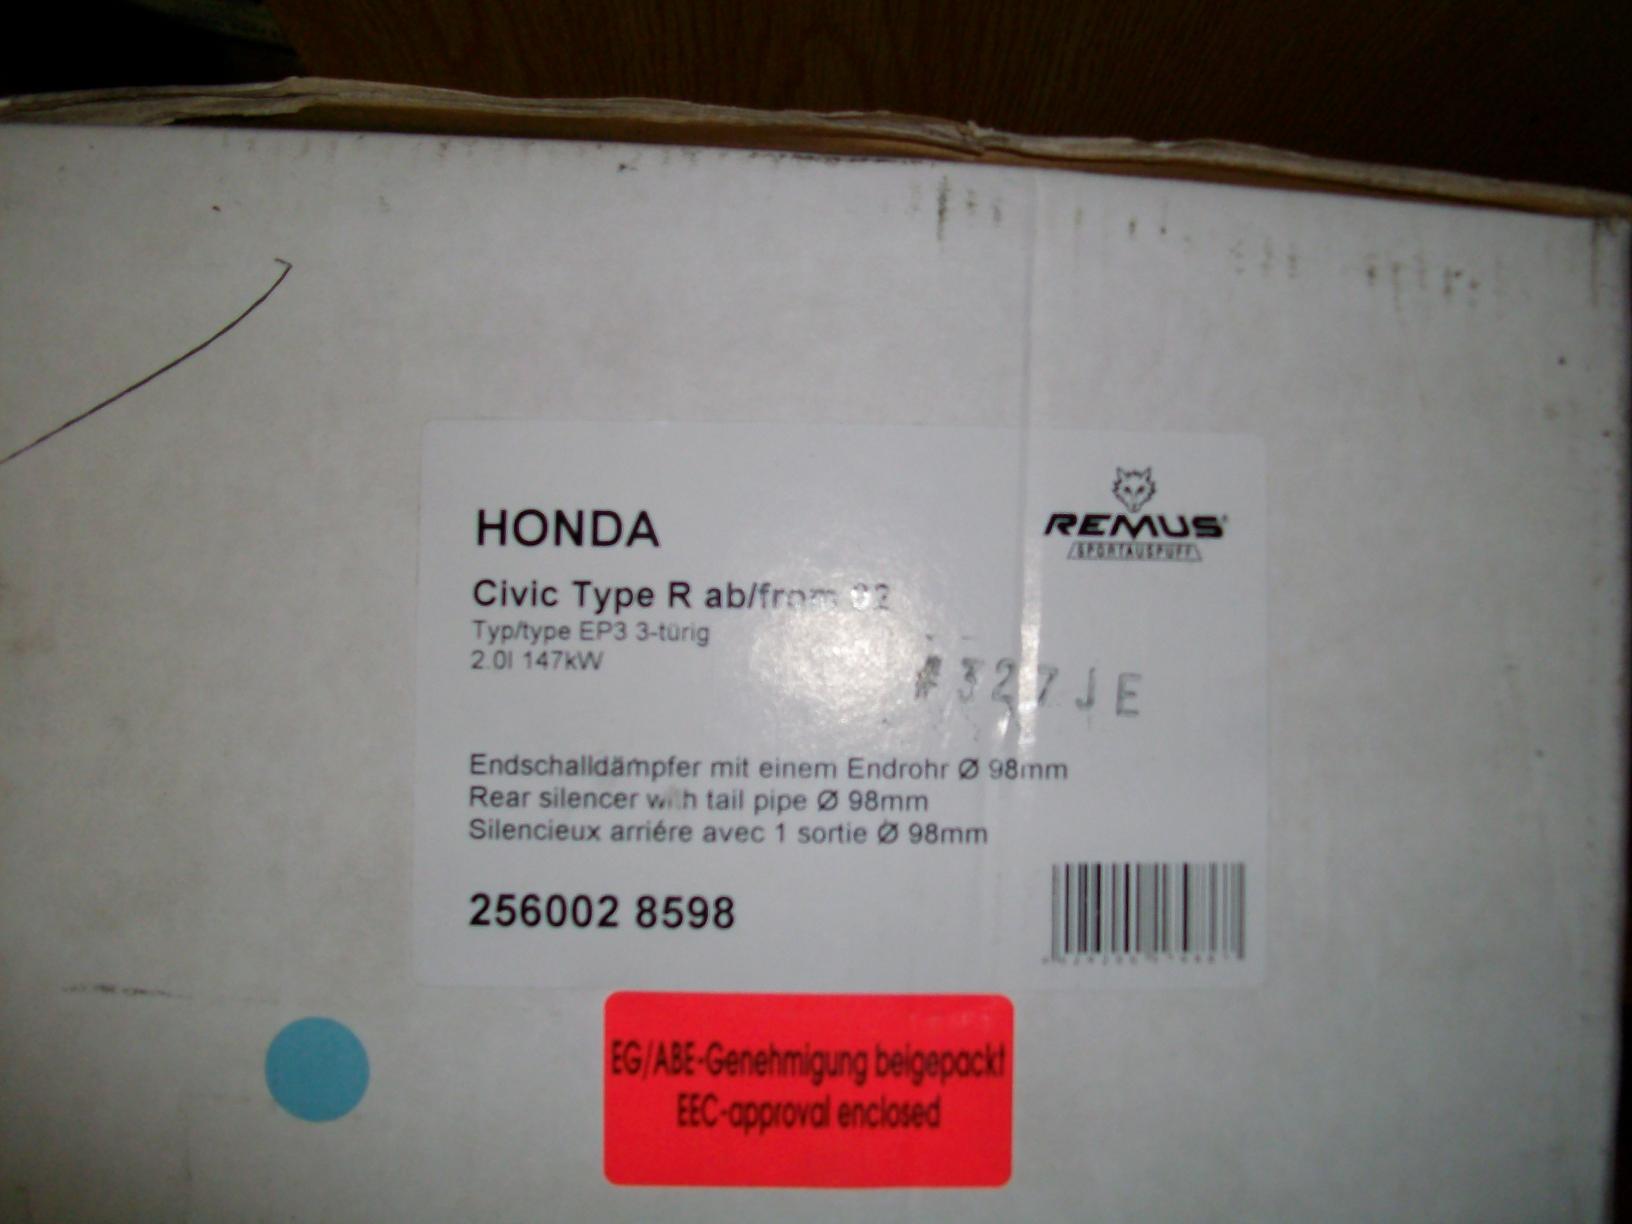 HONDA
REMUS
SPORTAUSPUFF
Civic Type R ab/from 02
Typ/type EP3 3-türig
2.0l 147kW
#327JE
Endschalldämpfer mit einem Endrohr Ø 98mm
Rear silencer with tail pipe Ø 98mm
Silencieux arriére avec 1 sortie Ø 98mm
256002 8598
EG/ABE-Genehmigung beigepackt
EEC-approval enclosed